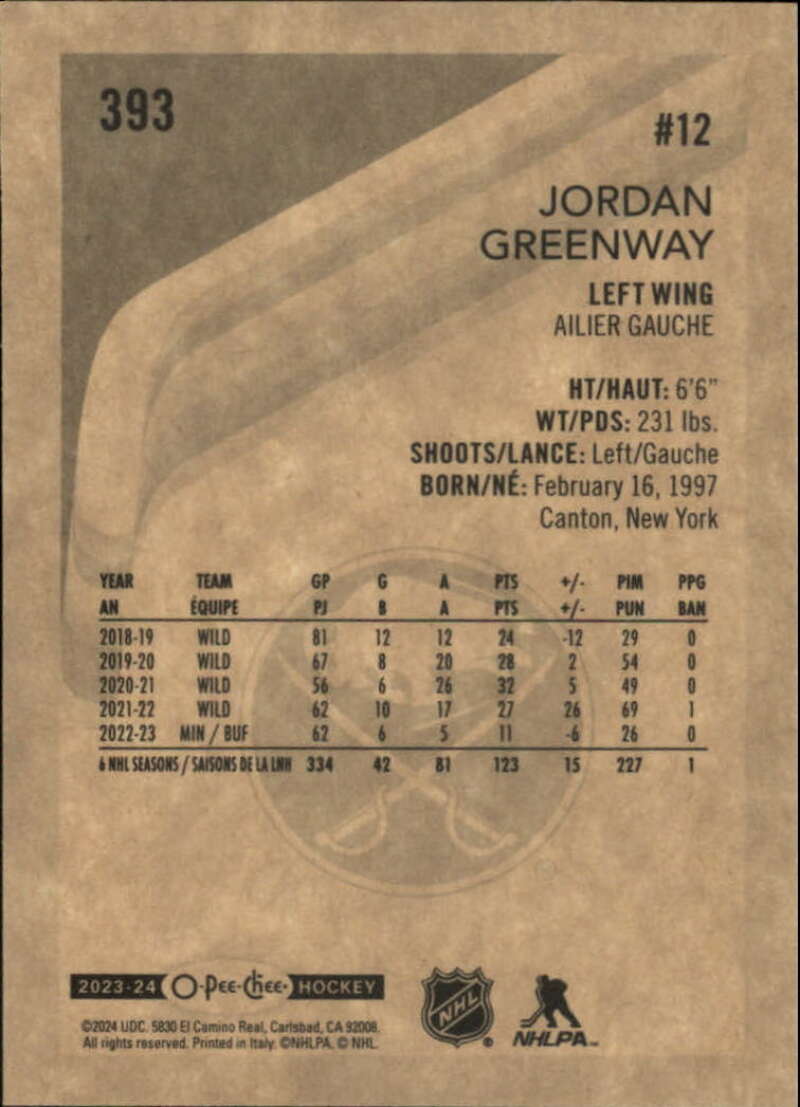 393
#12
JORDAN
GREENWAY
LEFT WING
AILIER GAUCHE
HT/HAUT: 6'6"
WT/PDS: 231 lbs.
SHOOTS/LANCE: Left/Gauche
BORN/NÉ: February 16, 1997
Canton, New York
YEAR TEAM GP G A PTS +/- PIM PPG
AN ÉQUIPE PJ B A PTS +/- PUN BAN
2018-19 WILD 81 12 12 24 -12 29 0
2019-20 WILD 67 8 20 28 2 54 0
2020-21 WILD 56 6 26 32 5 49 0
2021-22 WILD 62 10 17 27 26 69 1
2022-23 MIN / BUF 62 6 5 11 -6 26 0
6 NHL SEASONS / SAISONS DE LA LNH 334 42 81 123 15 227 1
2023-24 O-Pee-Chee HOCKEY
©2024 UDC. 5830 El Camino Real, Carlsbad, CA 92008.
All rights reserved. Printed in Italy. ©NHLPA. © NHL.
NHL
NHLPA